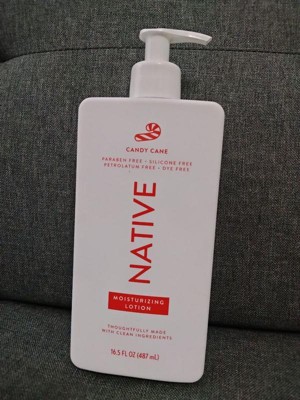 CANDY CANE
PARABEN FREE - SILICONE FREE
PETROLATUM FREE - DYE FREE
NATIVE
MOISTURIZING
LOTION
THOUGHTFULLY MADE
WITH CLEAN INGREDIENTS
16.5 FL OZ (487 mL)